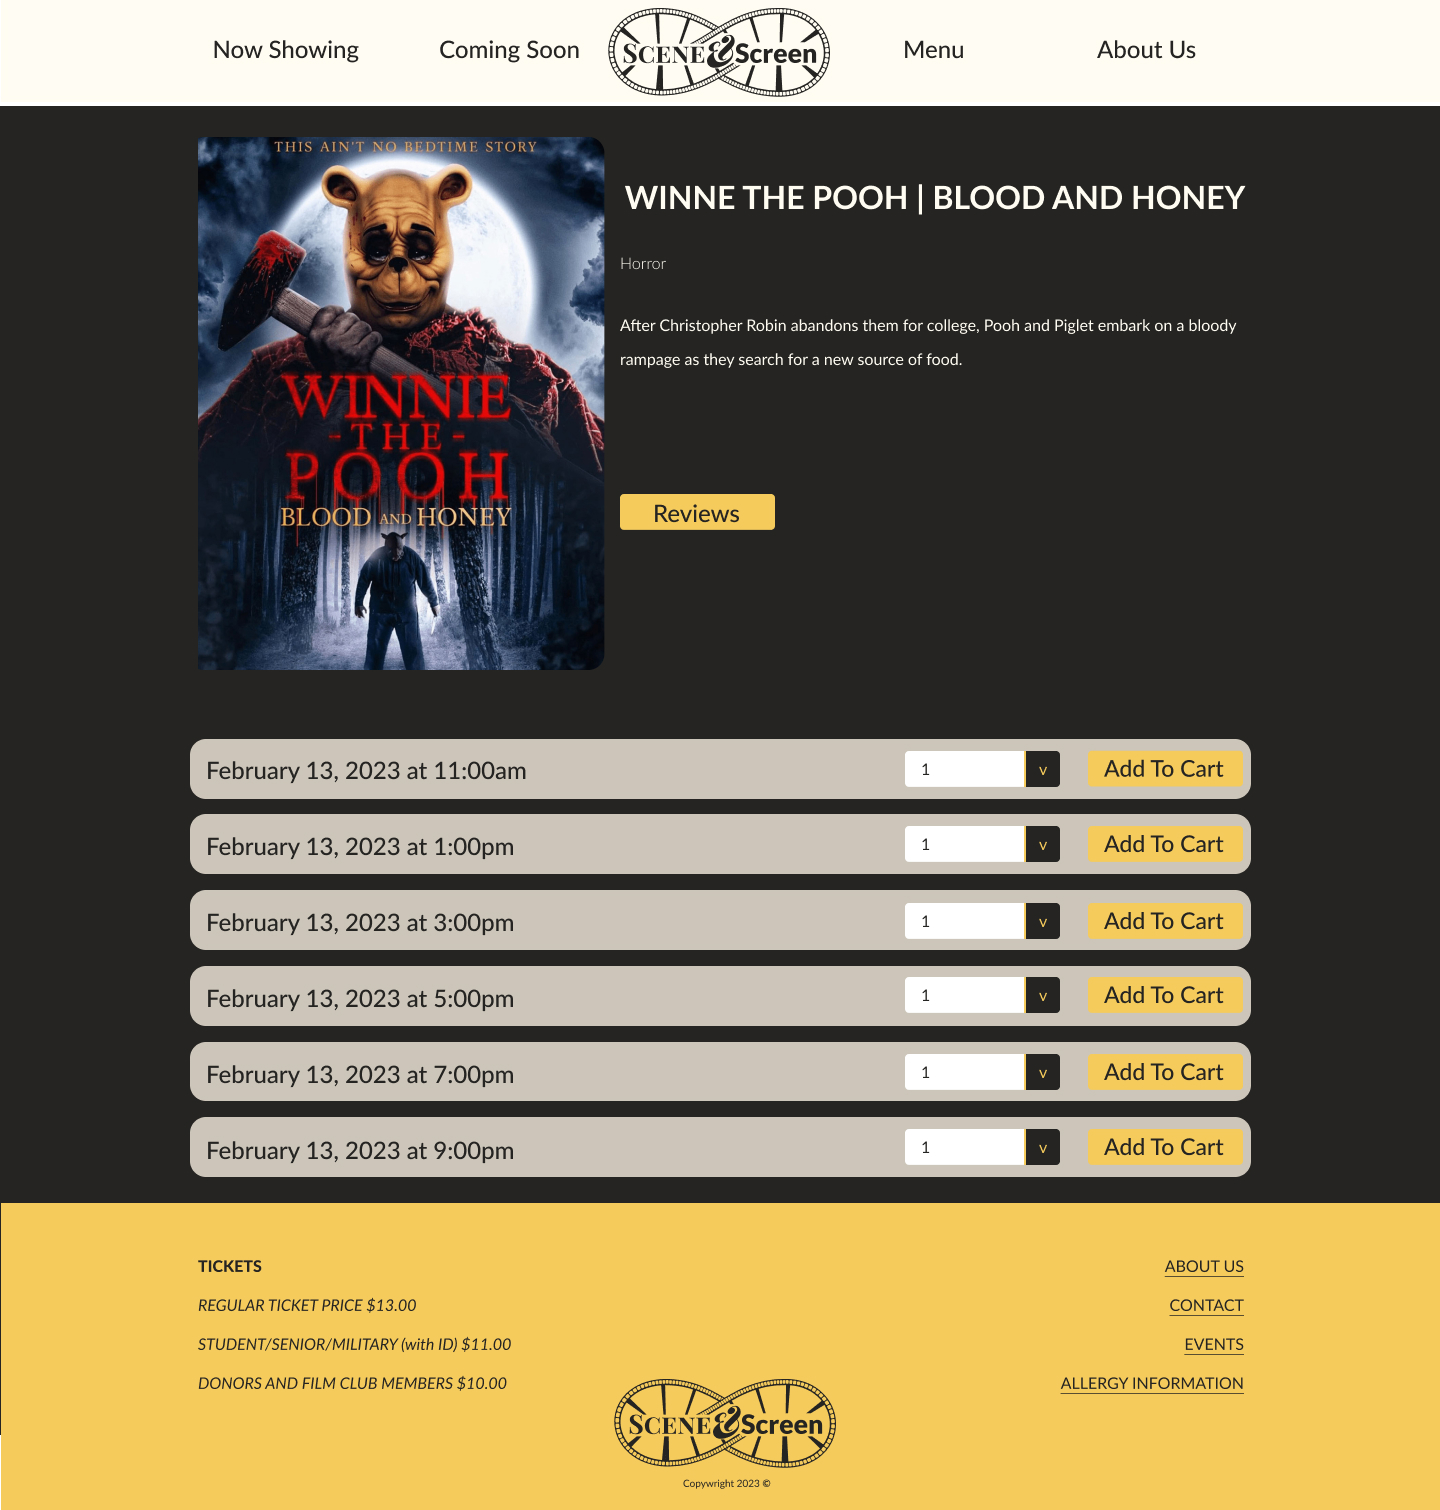 Now Showing
Coming Soon
SCENE & Screen
Menu
About Us
THIS AIN'T NO BEDTIME STORY
WINNIE
-THE-
POOH
BLOOD AND HONEY
WINNE THE POOH | BLOOD AND HONEY
Horror
After Christopher Robin abandons them for college, Pooh and Piglet embark on a bloody
rampage as they search for a new source of food.
Reviews
February 13, 2023 at 11:00am 1 v Add To Cart
February 13, 2023 at 1:00pm 1 v Add To Cart
February 13, 2023 at 3:00pm 1 v Add To Cart
February 13, 2023 at 5:00pm 1 v Add To Cart
February 13, 2023 at 7:00pm 1 v Add To Cart
February 13, 2023 at 9:00pm 1 v Add To Cart
TICKETS
REGULAR TICKET PRICE $13.00
STUDENT/SENIOR/MILITARY (with ID) $11.00
DONORS AND FILM CLUB MEMBERS $10.00
ABOUT US
CONTACT
EVENTS
ALLERGY INFORMATION
SCENE & Screen
Copywright 2023 ©